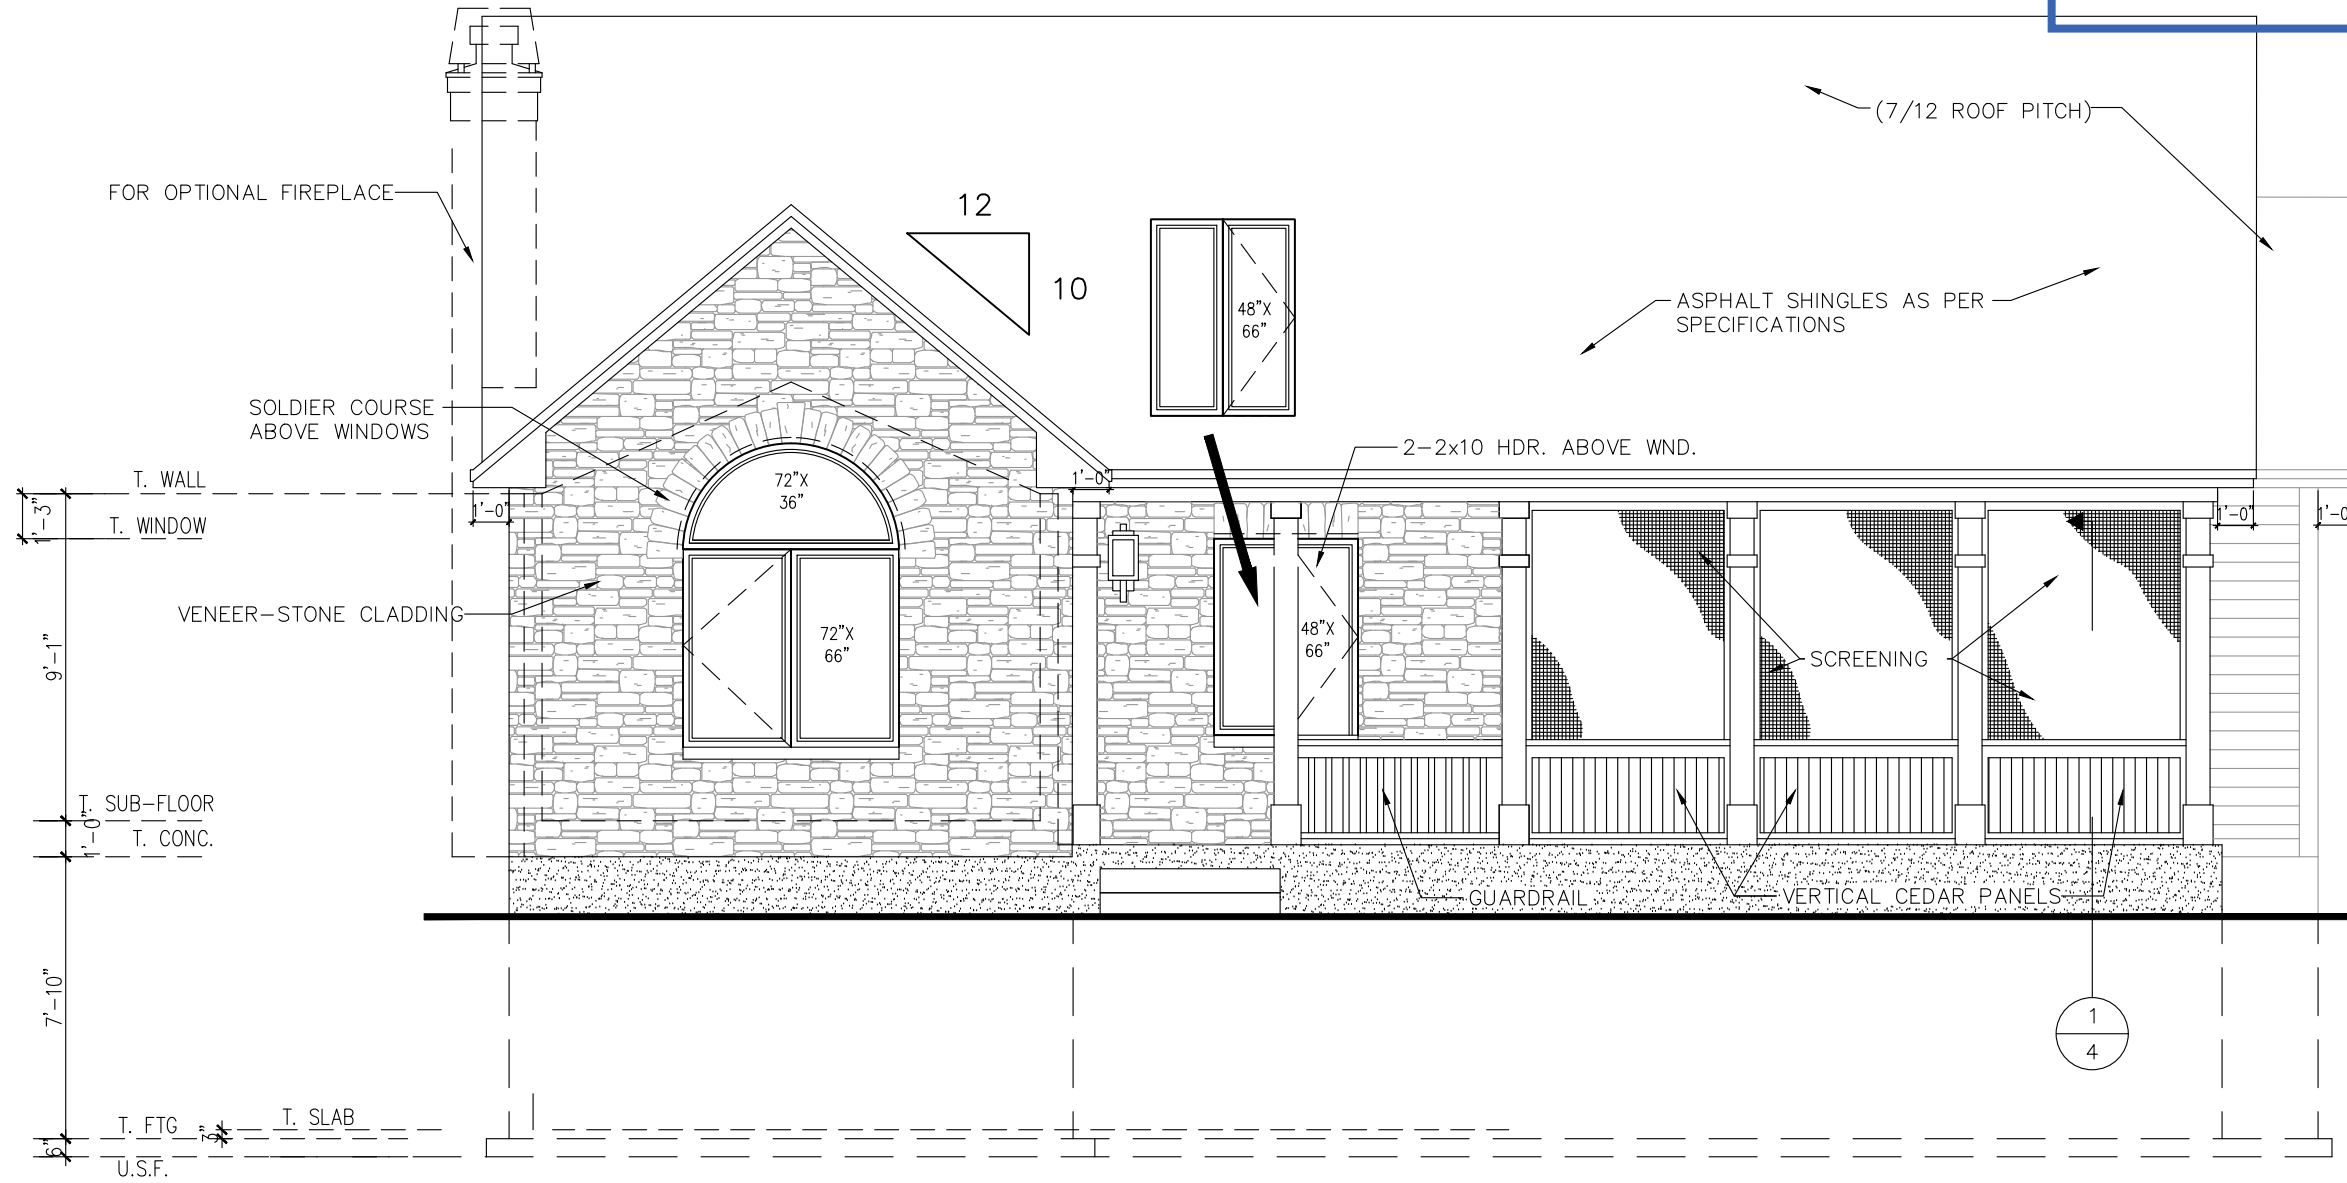 (7/12 ROOF PITCH)
FOR OPTIONAL FIREPLACE
12
10
48"X
66"
ASPHALT SHINGLES AS PER
SPECIFICATIONS
SOLDIER COURSE
ABOVE WINDOWS
2-2x10 HDR. ABOVE WND.
T. WALL
1'-0"
1'-0"
72"X
36"
1'-3"
T. WINDOW
1'-0"
1'-0
VENEER-STONE CLADDING
72"X
66"
48"X
66"
9'-1"
SCREENING
T. SUB-FLOOR
1'-0"
T. CONC.
GUARDRAIL
VERTICAL CEDAR PANELS
7'-10"
1
4
T. SLAB
T. FTG
3"
6"
U.S.F.